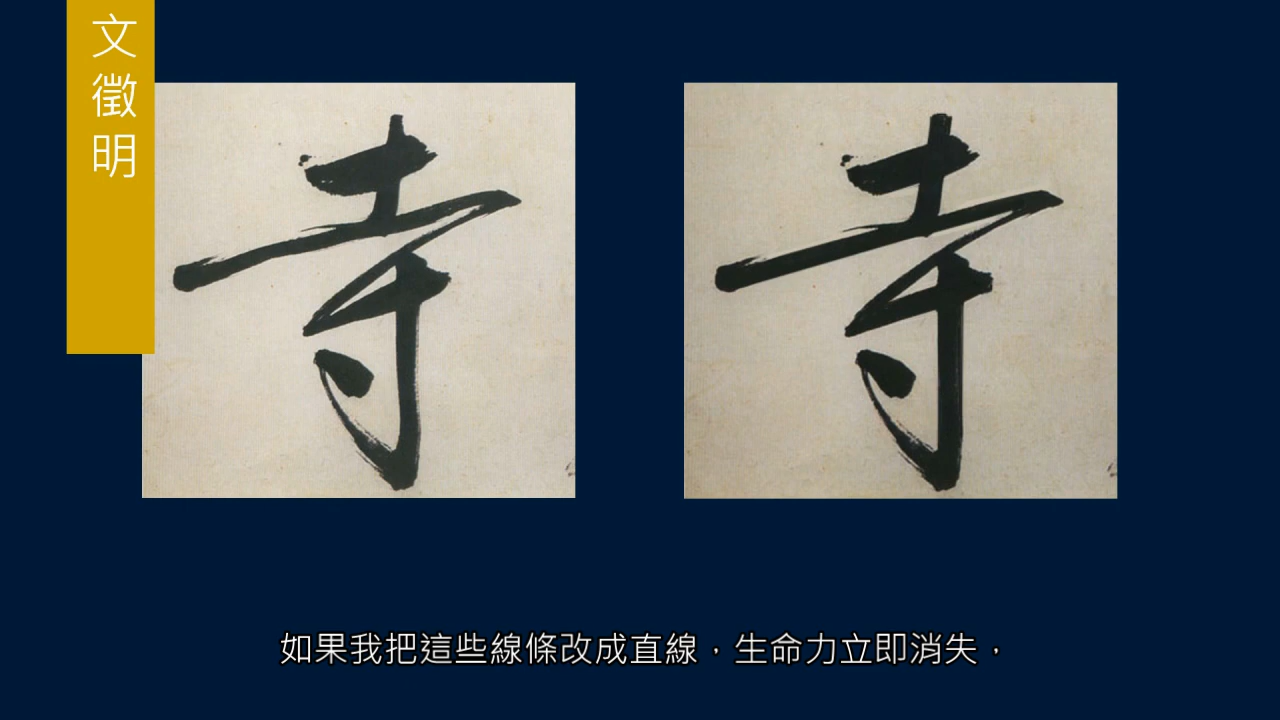 文徵明
寺
寺
如果我把這些線條改成直線，生命力立即消失，